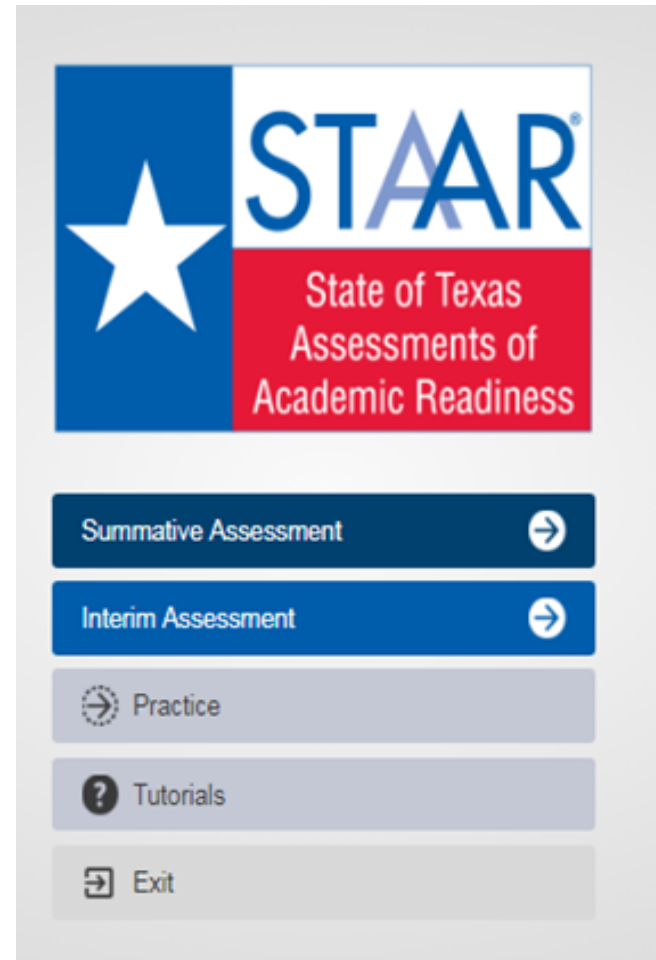 STAAR®
State of Texas
Assessments of
Academic Readiness
Summative Assessment
Interim Assessment
Practice
? Tutorials
Exit